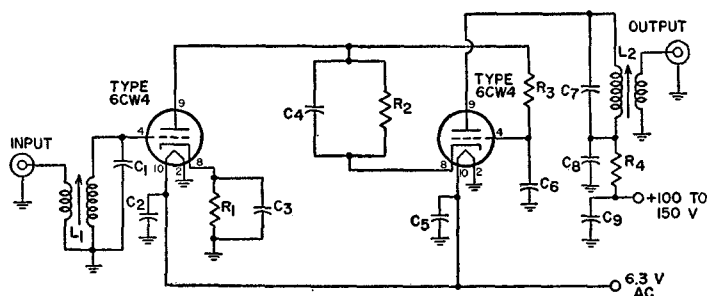 OUTPUT
L2
TYPE
6CW4
9
4
10
2
8
INPUT
L1
C1
C2
R1
C3
C4
R2
TYPE
6CW4
9
4
8
10
2
C5
R3
C6
C7
C8
R4
C9
+100 TO
150 V
6.3 V
AC